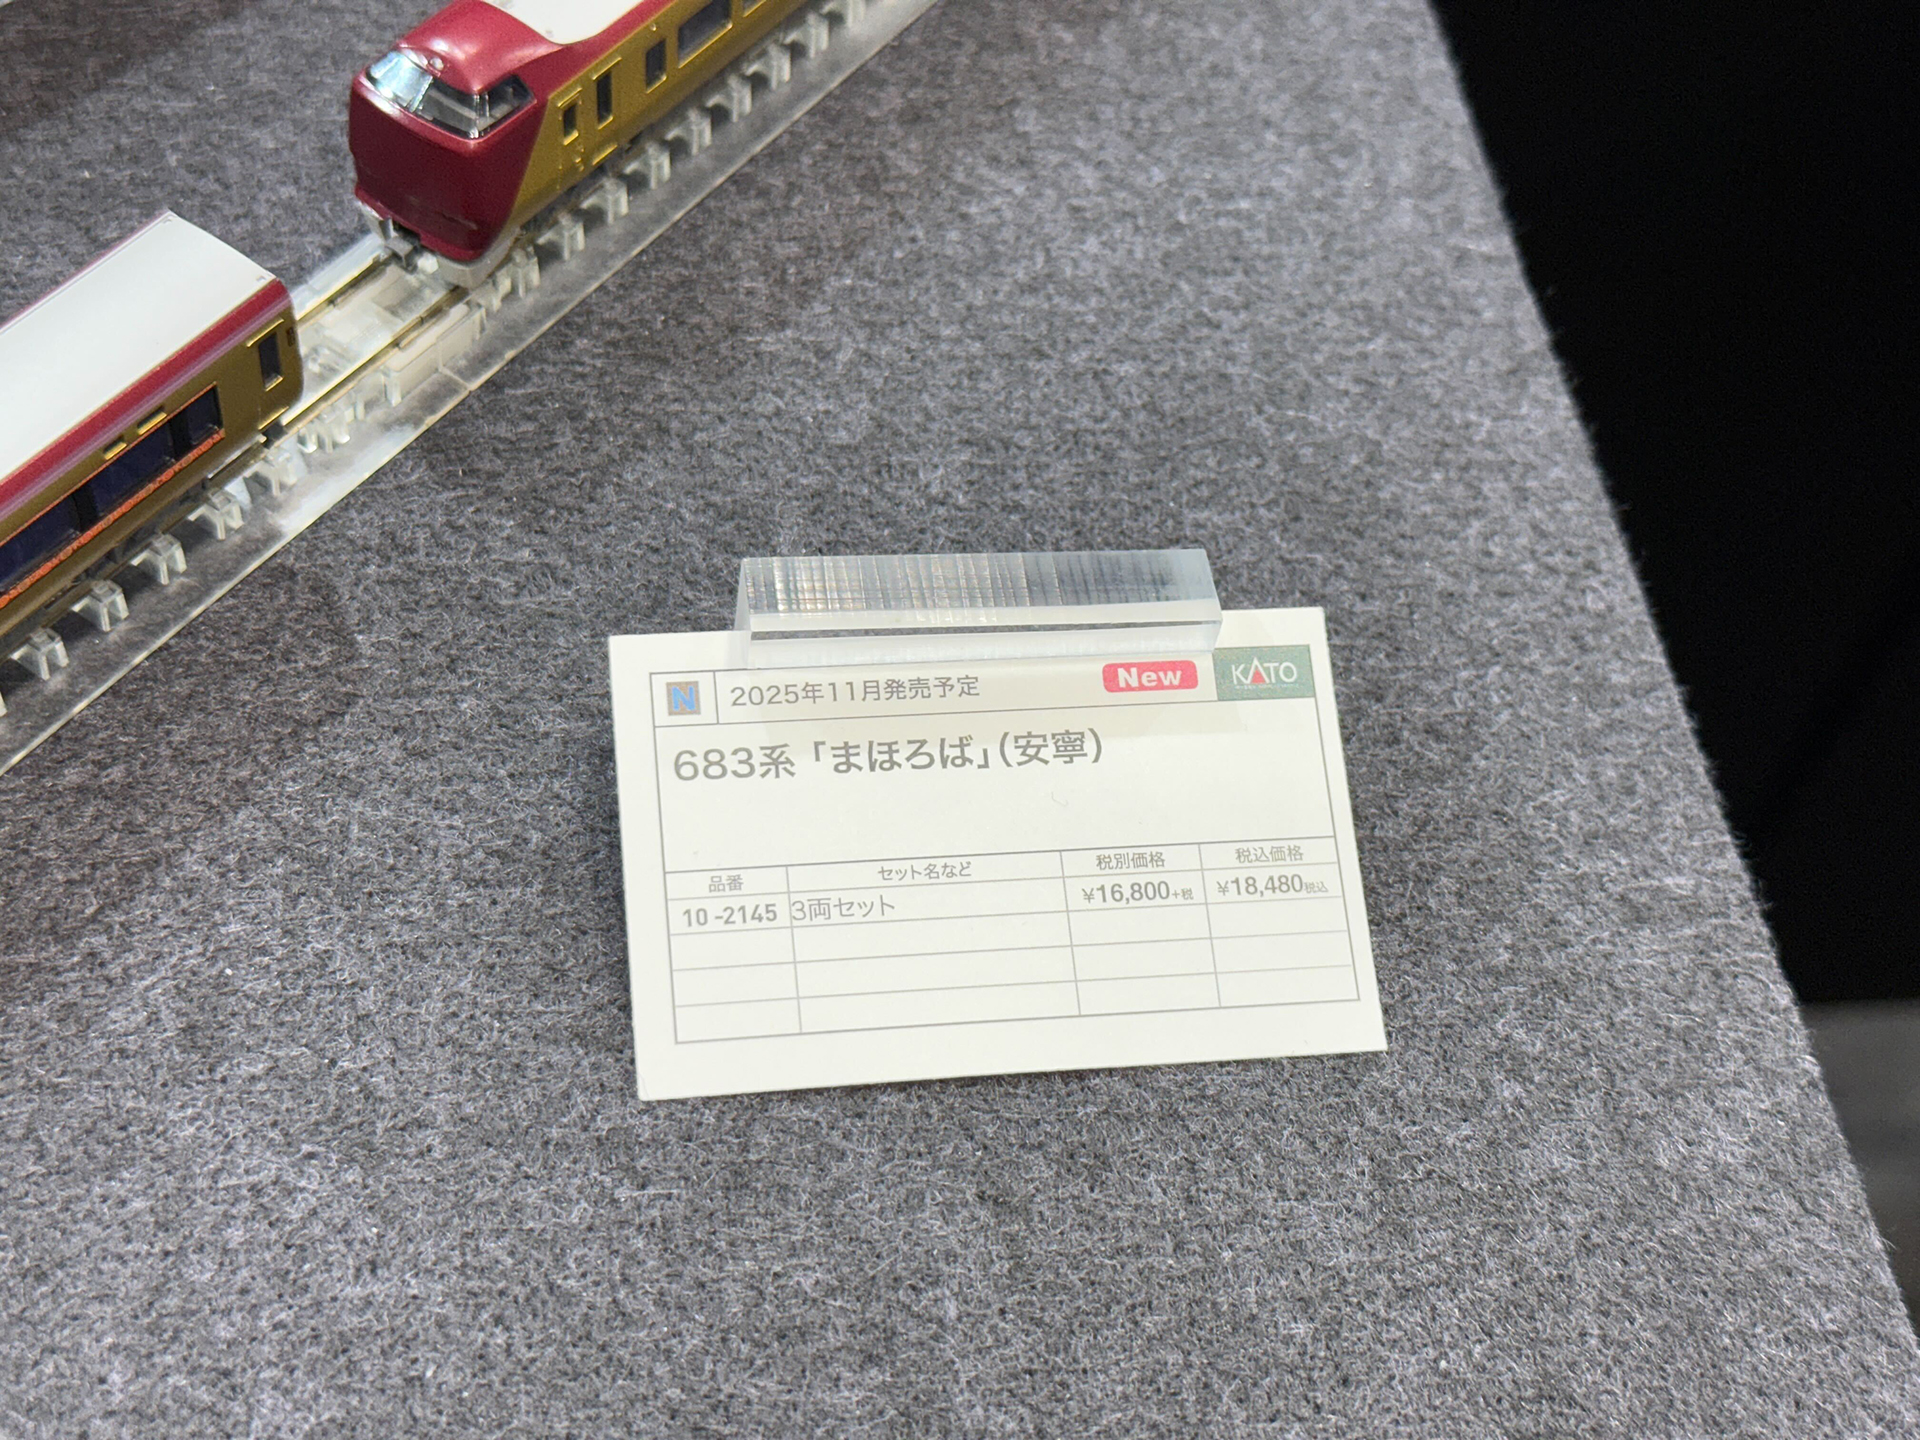 N 2025年11月発売予定 New KATO
683系「まほろば」(安寧)
品番 セット名など 税別価格 税込価格
10-2145 3両セット ¥16,800+税 ¥18,480税込